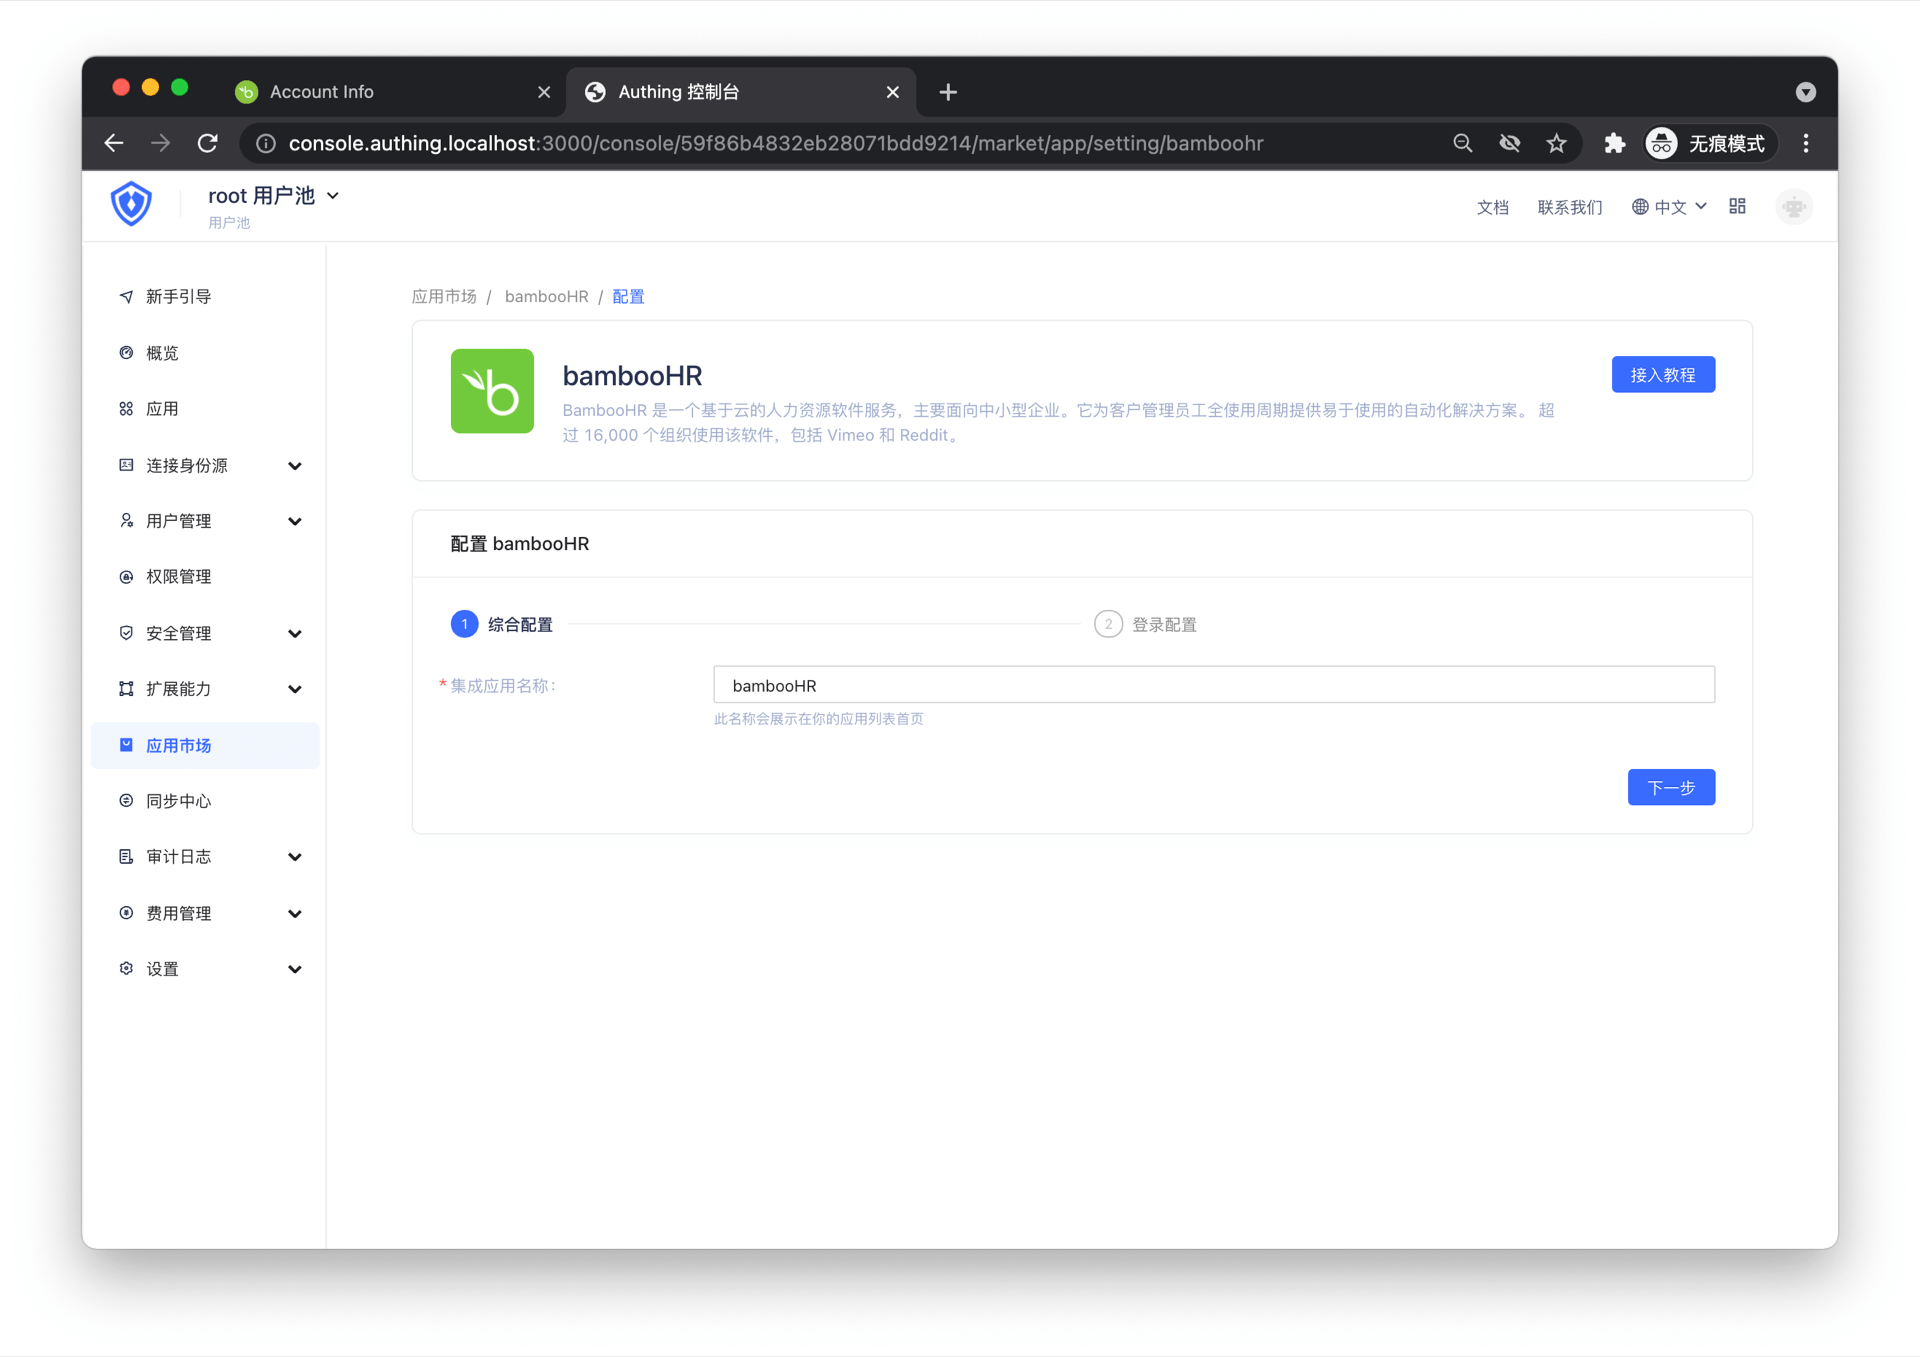 Account Info
Authing 控制台
console.authing.localhost:3000/console/59f86b4832eb28071bdd9214/market/app/setting/bamboohr
无痕模式
root 用户池
用户池
文档
联系我们
中文
新手引导
概览
应用
连接身份源
用户管理
权限管理
安全管理
扩展能力
应用市场
同步中心
审计日志
费用管理
设置
应用市场 / bambooHR / 配置
bambooHR
接入教程
BambooHR 是一个基于云的人力资源软件服务，主要面向中小型企业。它为客户管理员工全使用周期提供易于使用的自动化解决方案。 超
过 16,000 个组织使用该软件，包括 Vimeo 和 Reddit。
配置 bambooHR
1 综合配置
2 登录配置
* 集成应用名称：
bambooHR
此名称会展示在你的应用列表首页
下一步